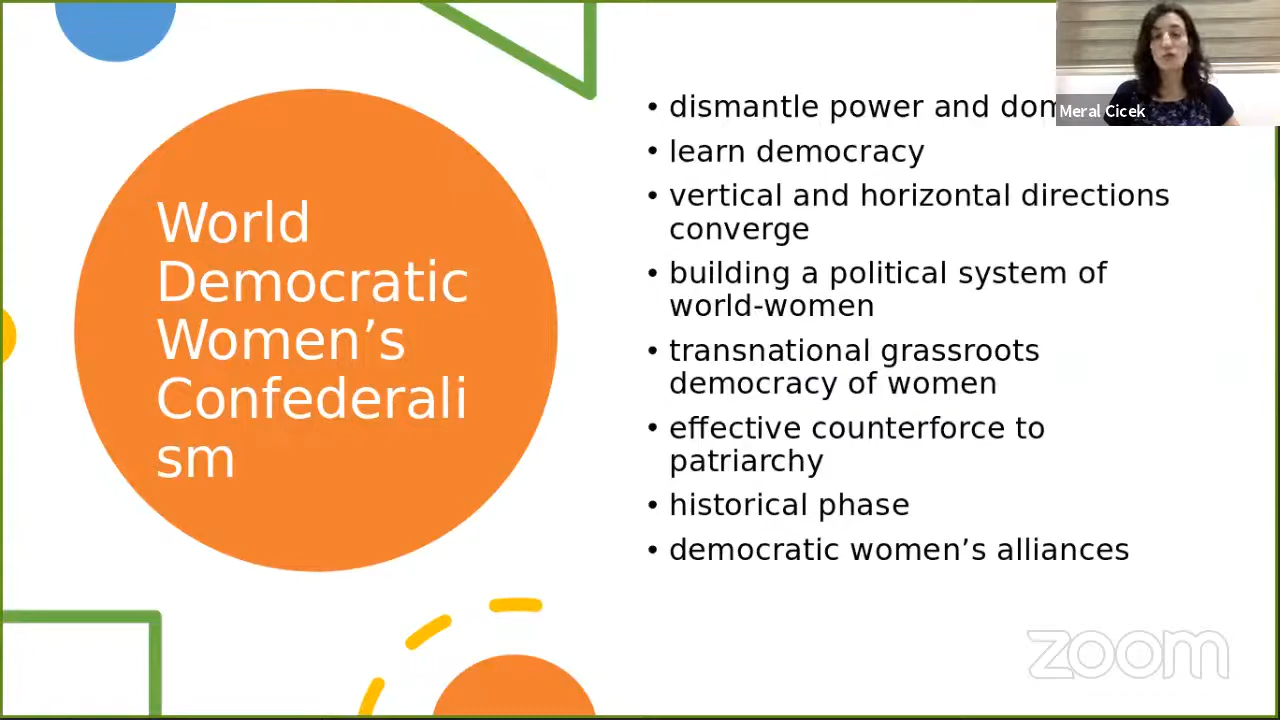 World
Democratic
Women’s
Confederali
sm
• dismantle power and
• learn democracy
• vertical and horizontal directions
converge
• building a political system of
world-women
• transnational grassroots
democracy of women
• effective counterforce to
patriarchy
• historical phase
• democratic women’s alliances
Meral Cicek
zoom